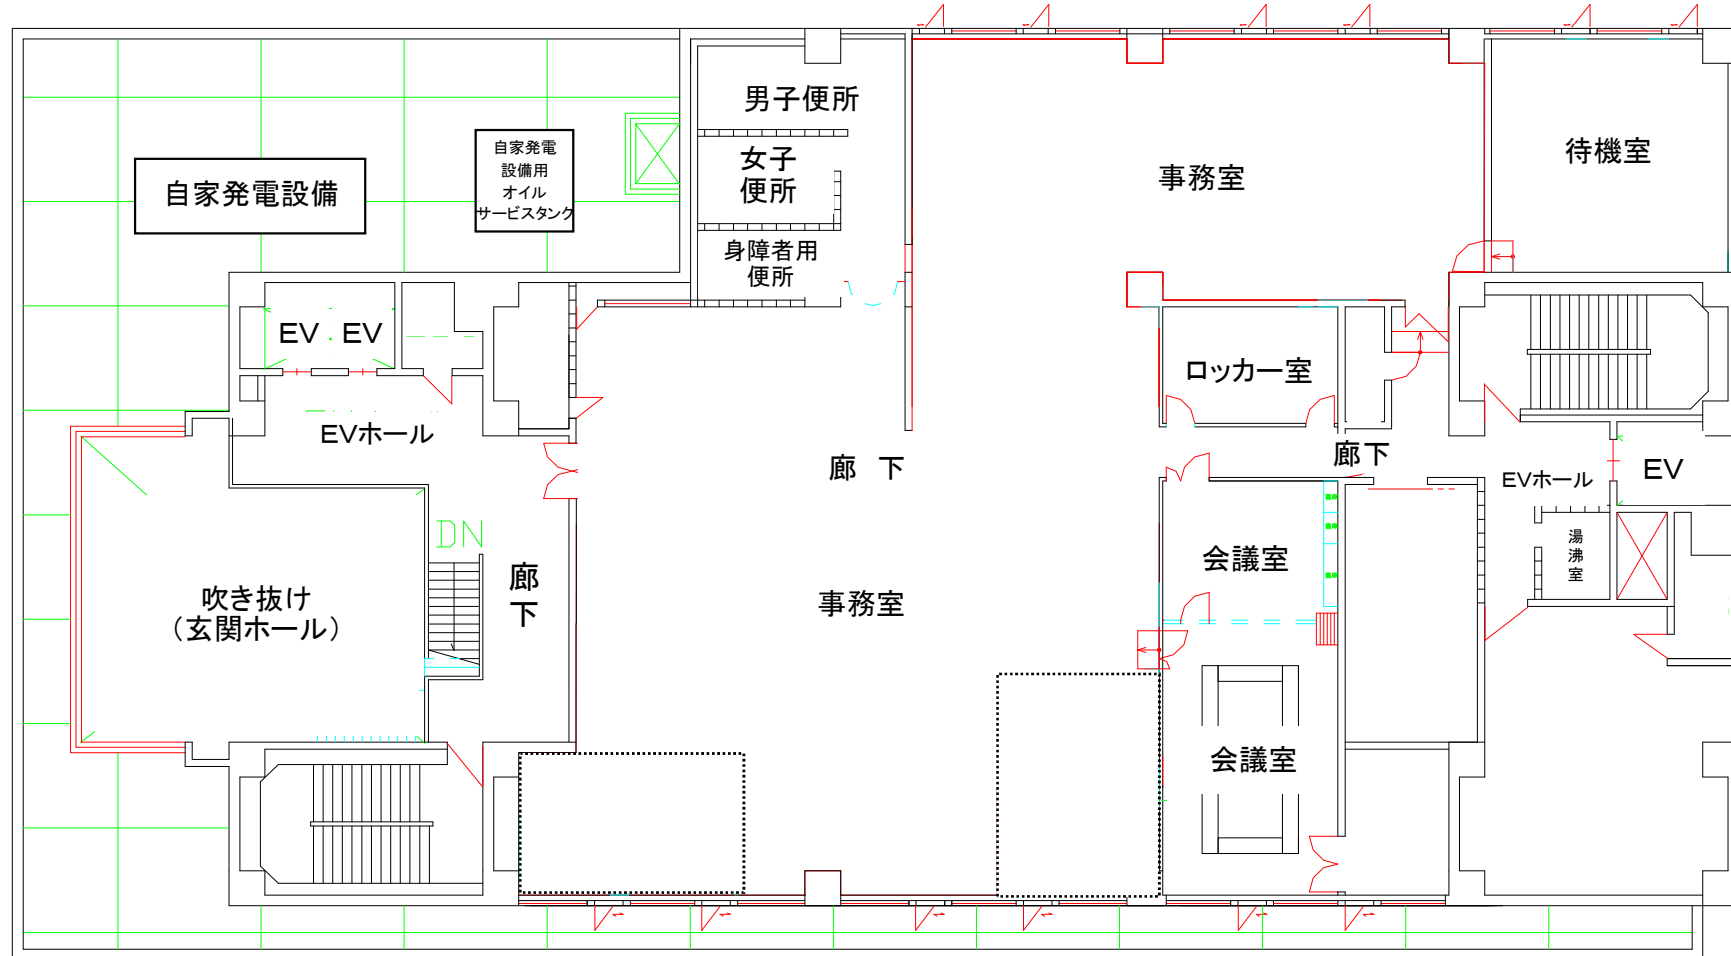 男子便所
自家発電
設備用
オイル
サービスタンク
自家発電設備
女子
便所
身障者用
便所
事務室
待機室
EV
EV
EVホール
ロッカー室
廊 下
廊下
EVホール
EV
DN
廊
下
吹き抜け
（玄関ホール）
事務室
会議室
湯
沸
室
会議室